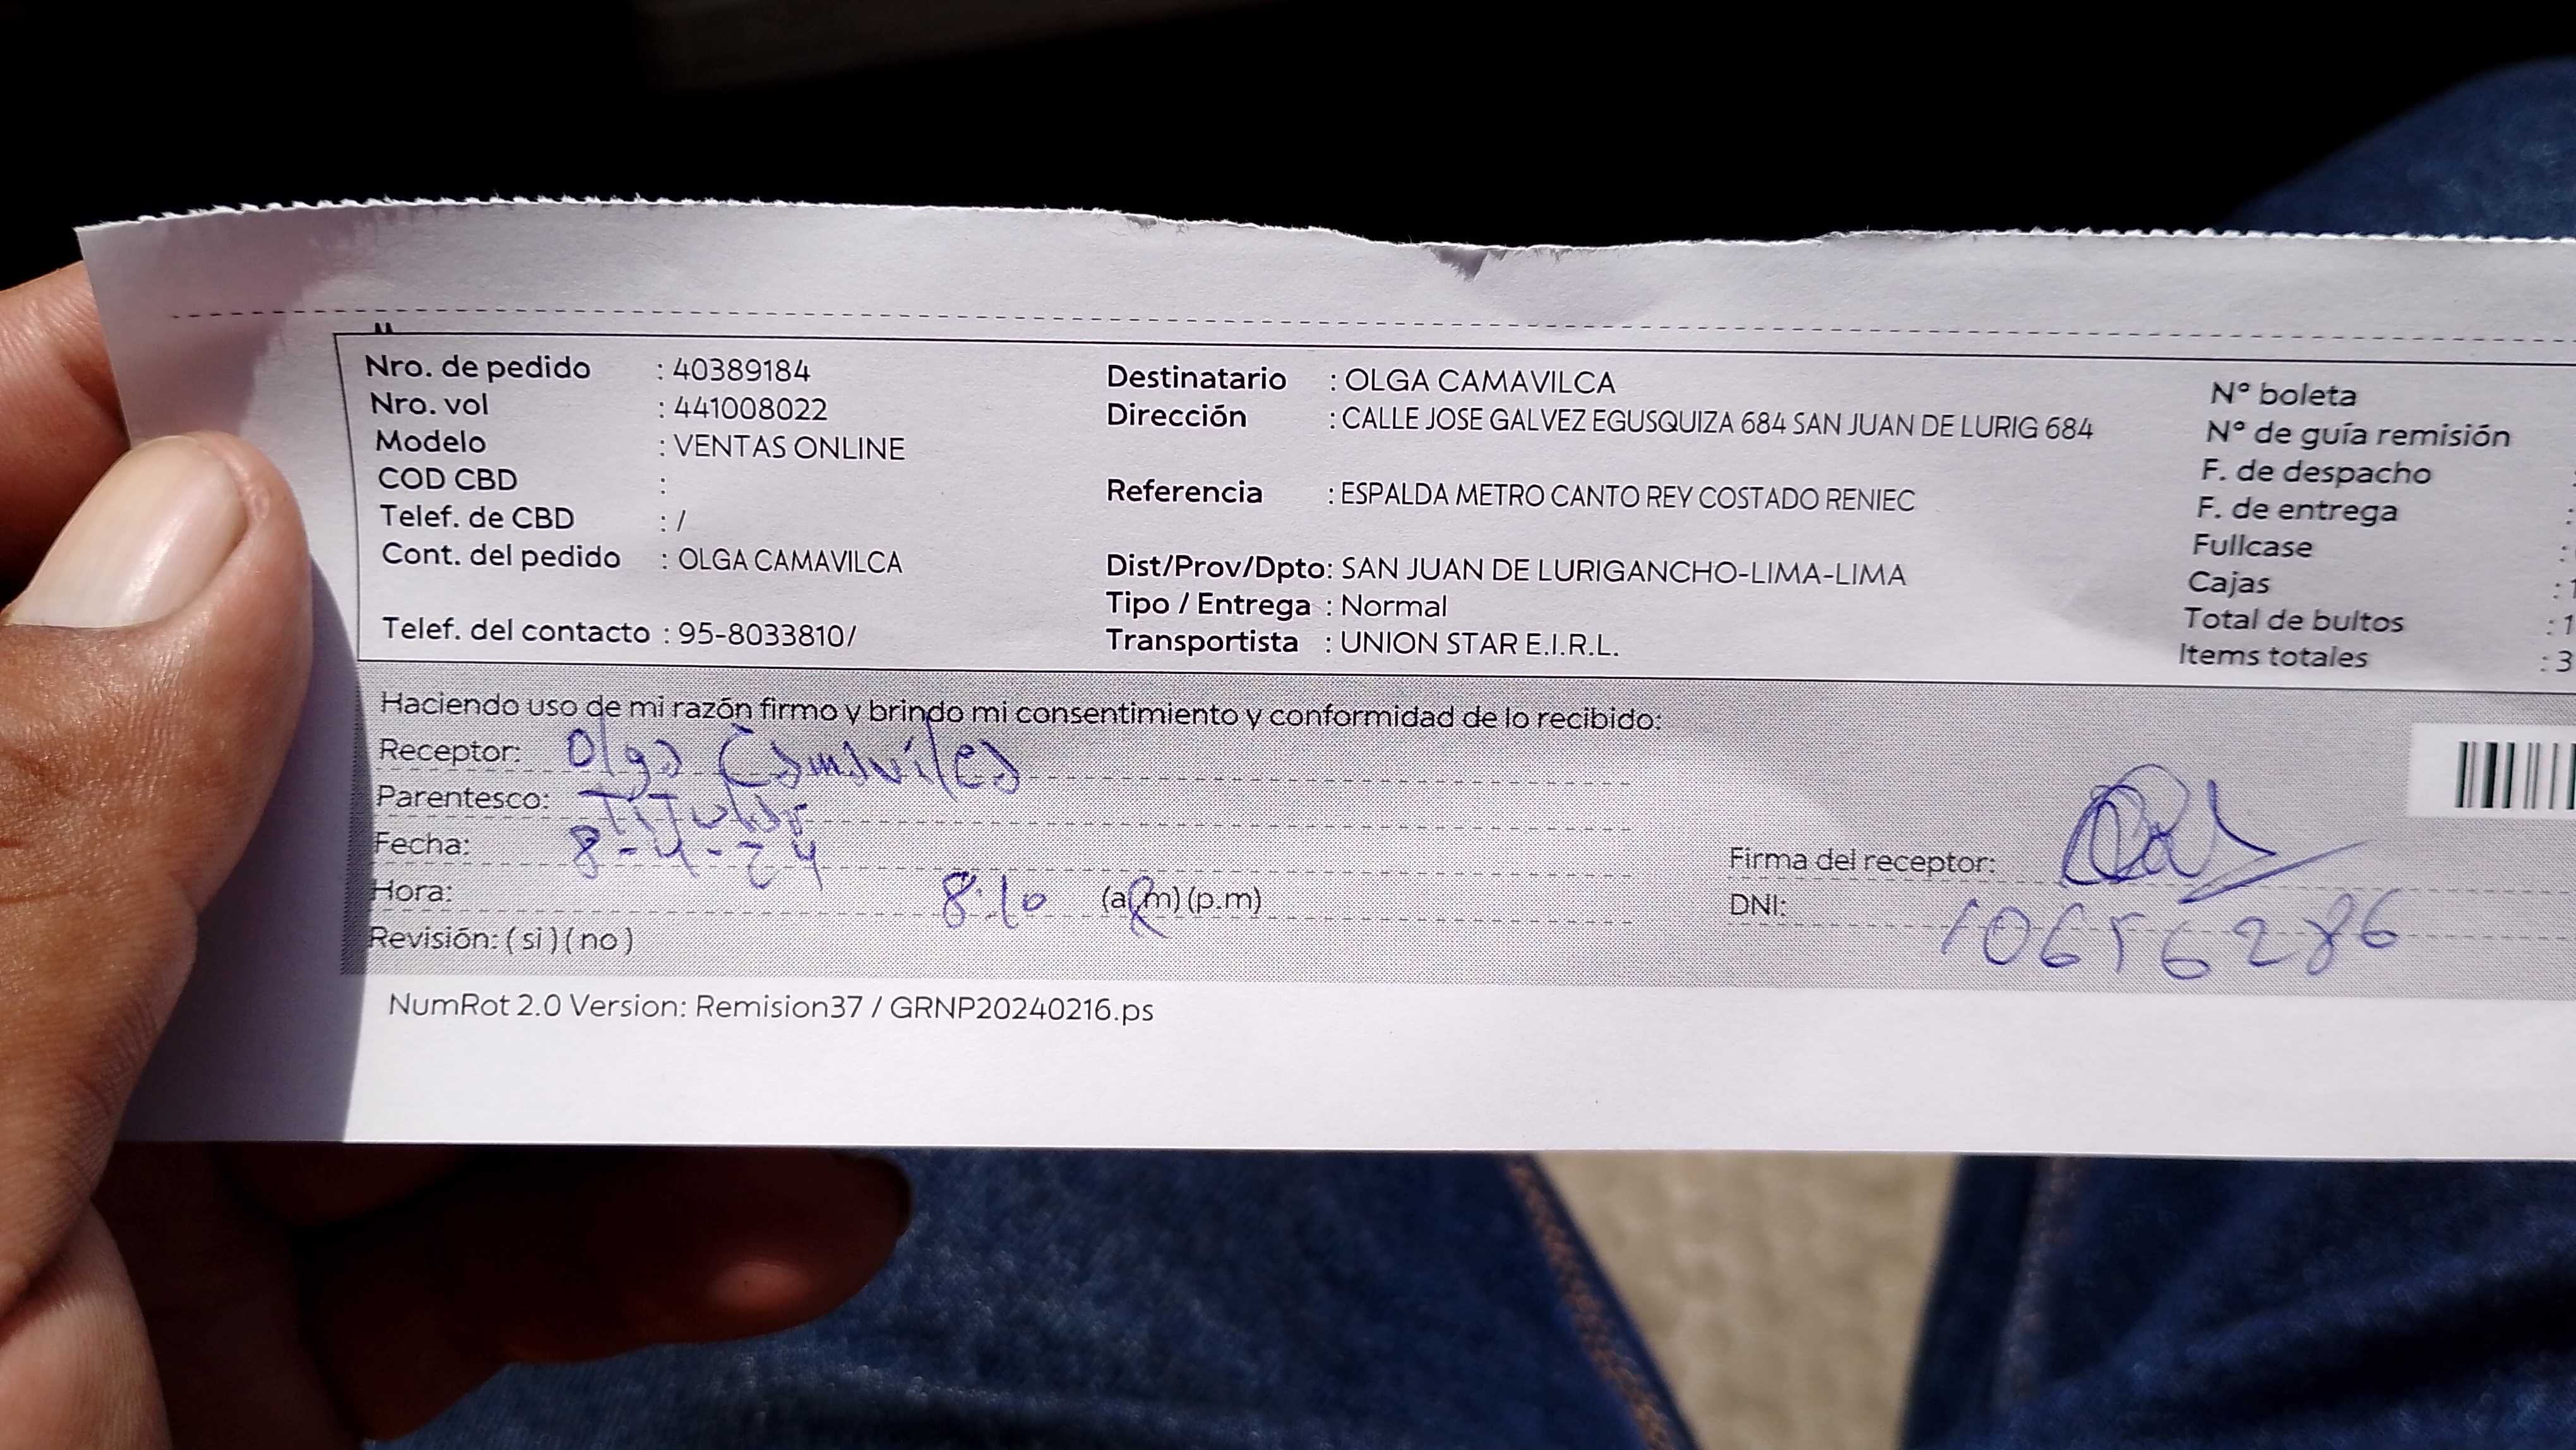 Nro. de pedido : 40389184
Nro. vol : 441008022
Modelo : VENTAS ONLINE
COD CBD :
Telef. de CBD : /
Cont. del pedido : OLGA CAMAVILCA
Telef. del contacto : 95-8033810/
Destinatario : OLGA CAMAVILCA
Dirección : CALLE JOSE GALVEZ EGUSQUIZA 684 SAN JUAN DE LURIG 684
Referencia : ESPALDA METRO CANTO REY COSTADO RENIEC
Dist/Prov/Dpto: SAN JUAN DE LURIGANCHO-LIMA-LIMA
Tipo / Entrega : Normal
Transportista : UNION STAR E.I.R.L.
Nº boleta
Nº de guía remisión
F. de despacho
F. de entrega :
Fullcase :
Cajas : 1
Total de bultos : 1
Items totales : 3
Haciendo uso de mi razón firmo y brindo mi consentimiento y conformidad de lo recibido:
Receptor: Olga Camavilca
Parentesco: Titular
Fecha: 8-4-24
Hora: 8:10 (a.m) (p.m)
Revisión: ( si ) ( no )
Firma del receptor:
DNI: 10656286
NumRot 2.0 Version: Remision37 / GRNP20240216.ps